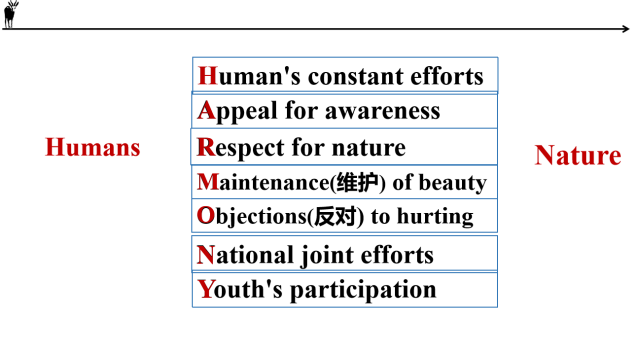 Human's constant efforts
Appeal for awareness
Humans
Respect for nature
Nature
Maintenance(维护) of beauty
Objections(反对) to hurting
National joint efforts
Youth's participation